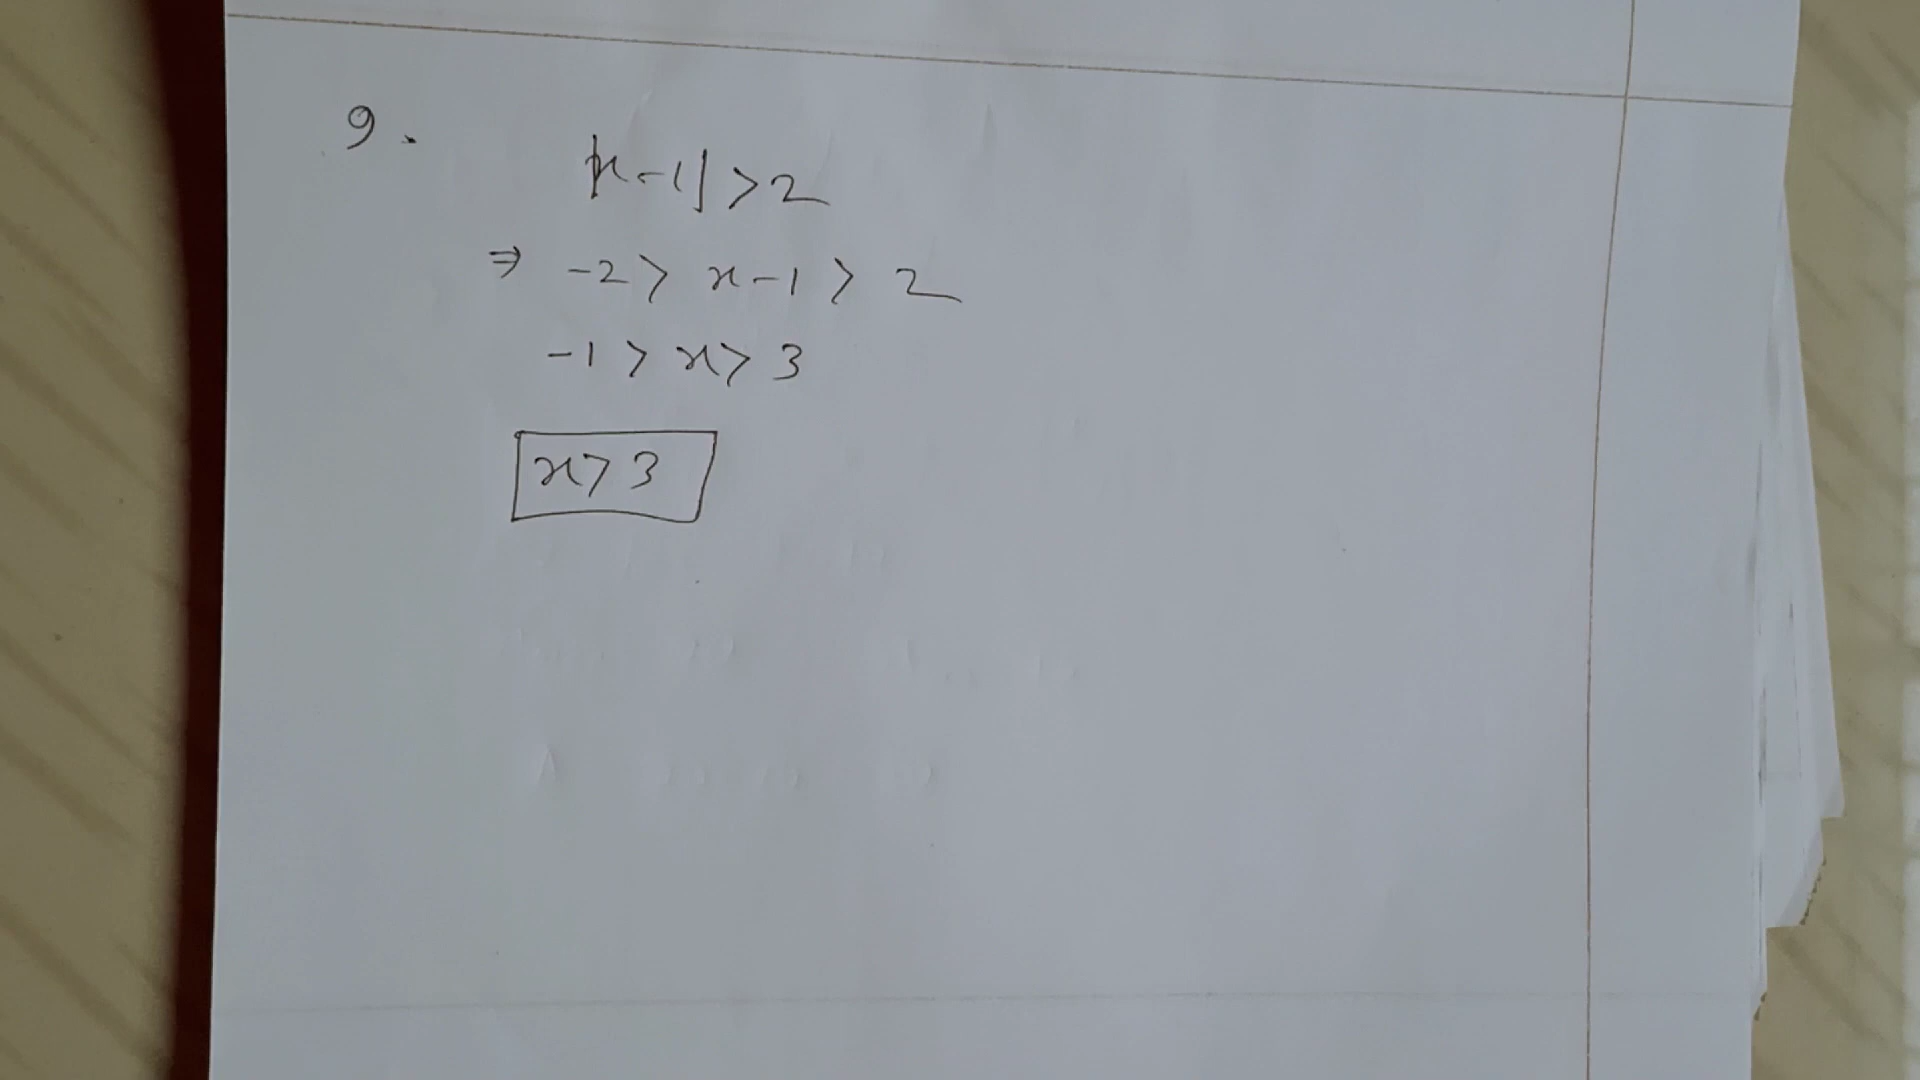 9.
|x-1|>2
⇒ -2> x-1 > 2
-1 > x> 3
x>3